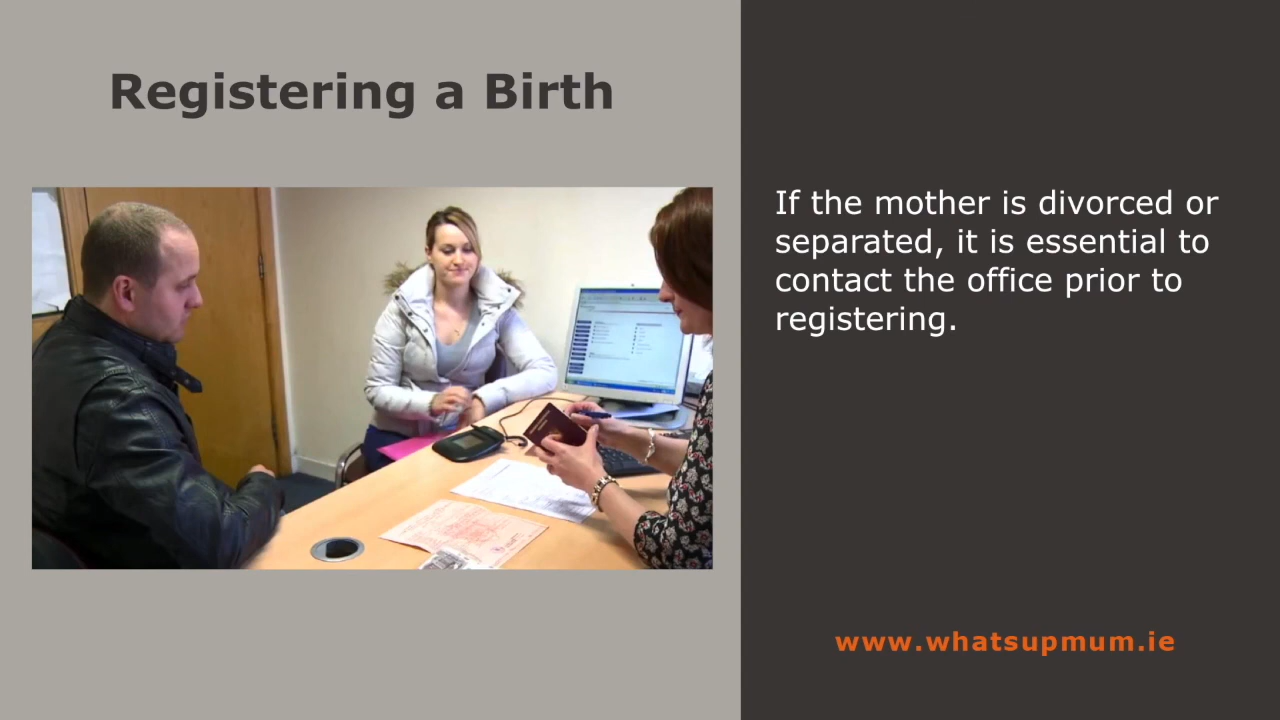 Registering a Birth
If the mother is divorced or
separated, it is essential to
contact the office prior to
registering.
www.whatsupmum.ie